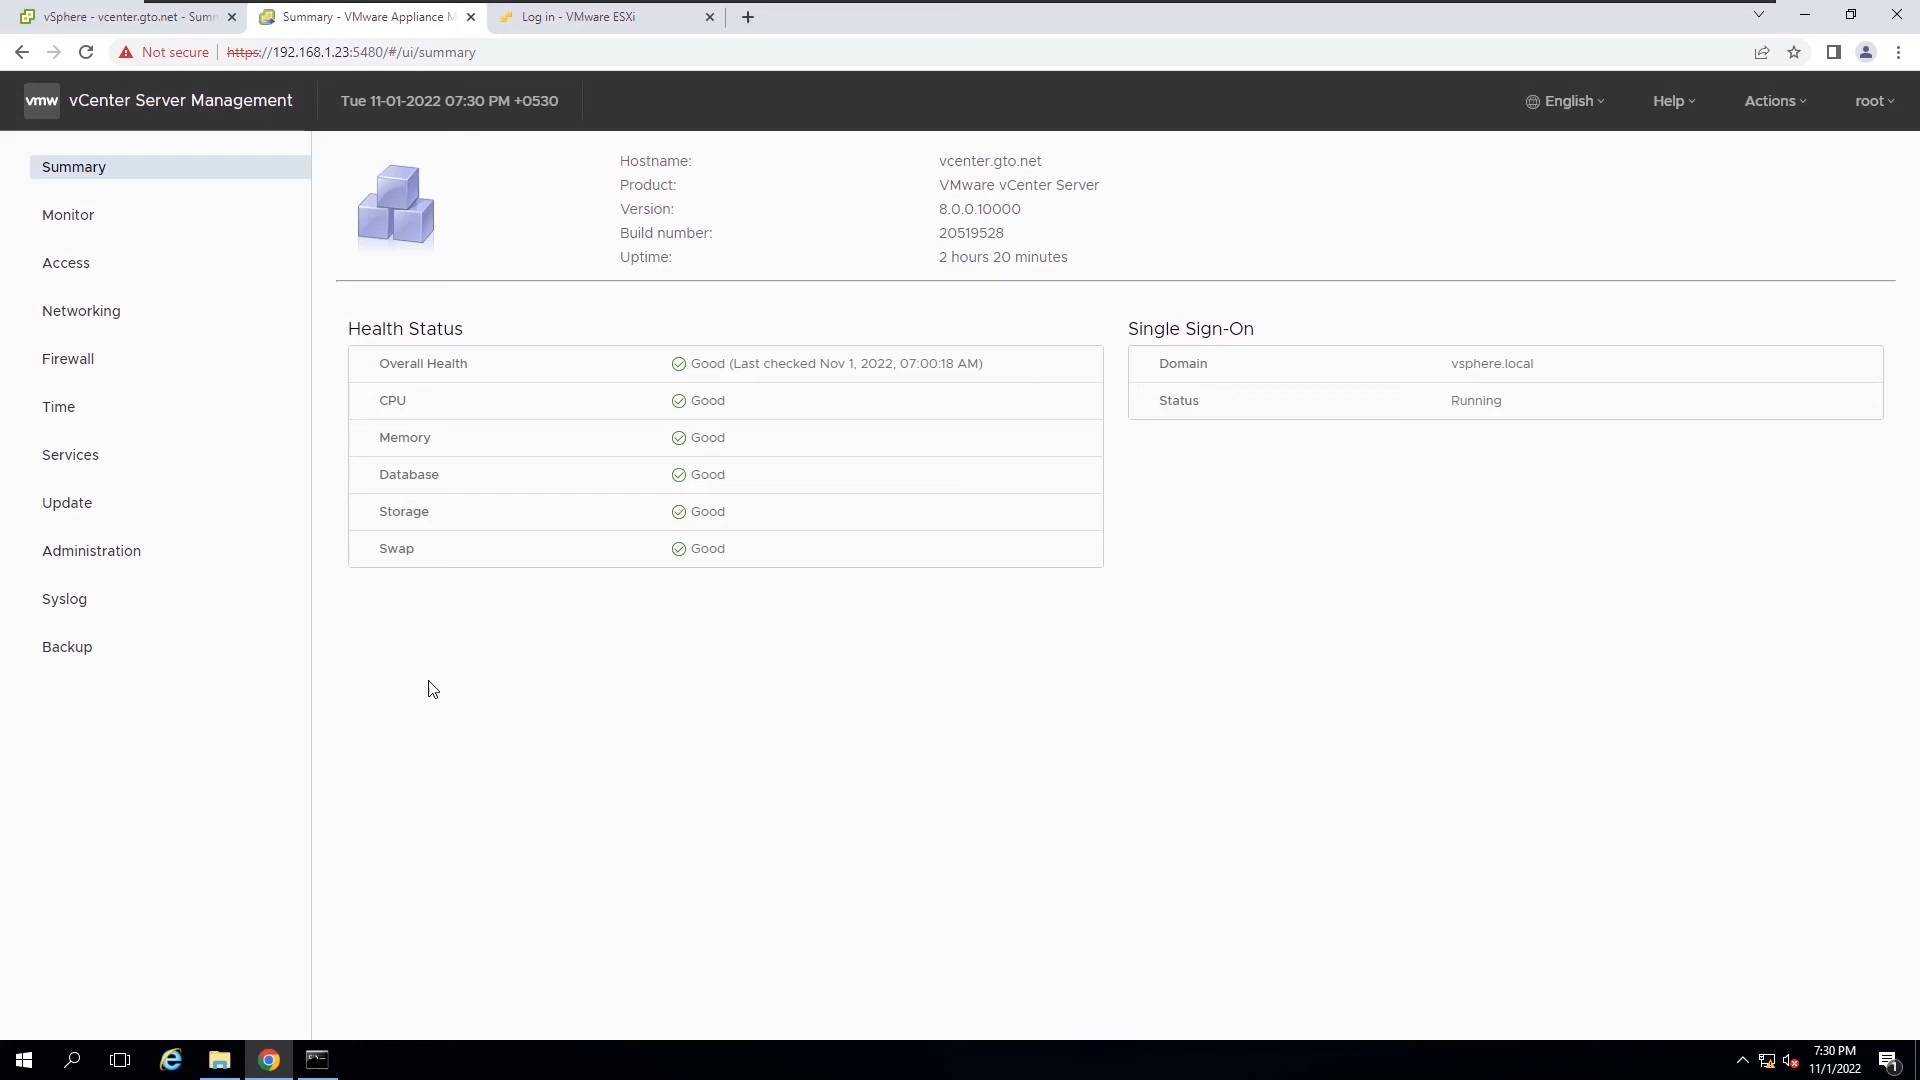 vSphere - vcenter.gto.net - Sum
Summary - VMware Appliance M
Log in - VMware ESXi
Not secure
https://192.168.1.23:5480/#/ui/summary
vmw
vCenter Server Management
Tue 11-01-2022 07:30 PM +0530
English
Help
Actions
root
Summary
Monitor
Access
Networking
Firewall
Time
Services
Update
Administration
Syslog
Backup
Hostname: vcenter.gto.net
Product: VMware vCenter Server
Version: 8.0.0.10000
Build number: 20519528
Uptime: 2 hours 20 minutes
Health Status
Overall Health Good (Last checked Nov 1, 2022, 07:00:18 AM)
CPU Good
Memory Good
Database Good
Storage Good
Swap Good
Single Sign-On
Domain vsphere.local
Status Running
7:30 PM
11/1/2022
1